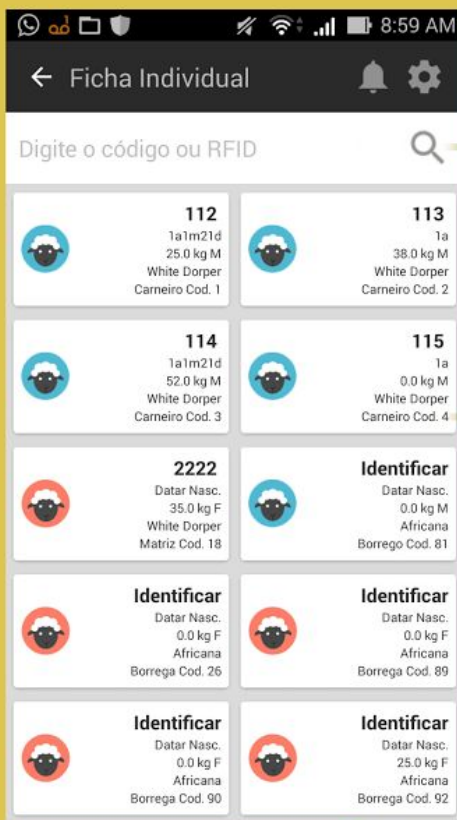 8:59 AM
Ficha Individual
Digite o código ou RFID
112
1a1m21d
25.0 kg M
White Dorper
Carneiro Cod. 1
113
1a
38.0 kg M
White Dorper
Carneiro Cod. 2
114
1a1m21d
52.0 kg M
White Dorper
Carneiro Cod. 3
115
1a
0.0 kg M
White Dorper
Carneiro Cod. 4
2222
Datar Nasc.
35.0 kg F
White Dorper
Matriz Cod. 18
Identificar
Datar Nasc.
0.0 kg M
Africana
Borrego Cod. 81
Identificar
Datar Nasc.
0.0 kg F
Africana
Borrega Cod. 26
Identificar
Datar Nasc.
0.0 kg F
Africana
Borrega Cod. 89
Identificar
Datar Nasc.
0.0 kg F
Africana
Borrega Cod. 90
Identificar
Datar Nasc.
25.0 kg F
Africana
Borrega Cod. 92